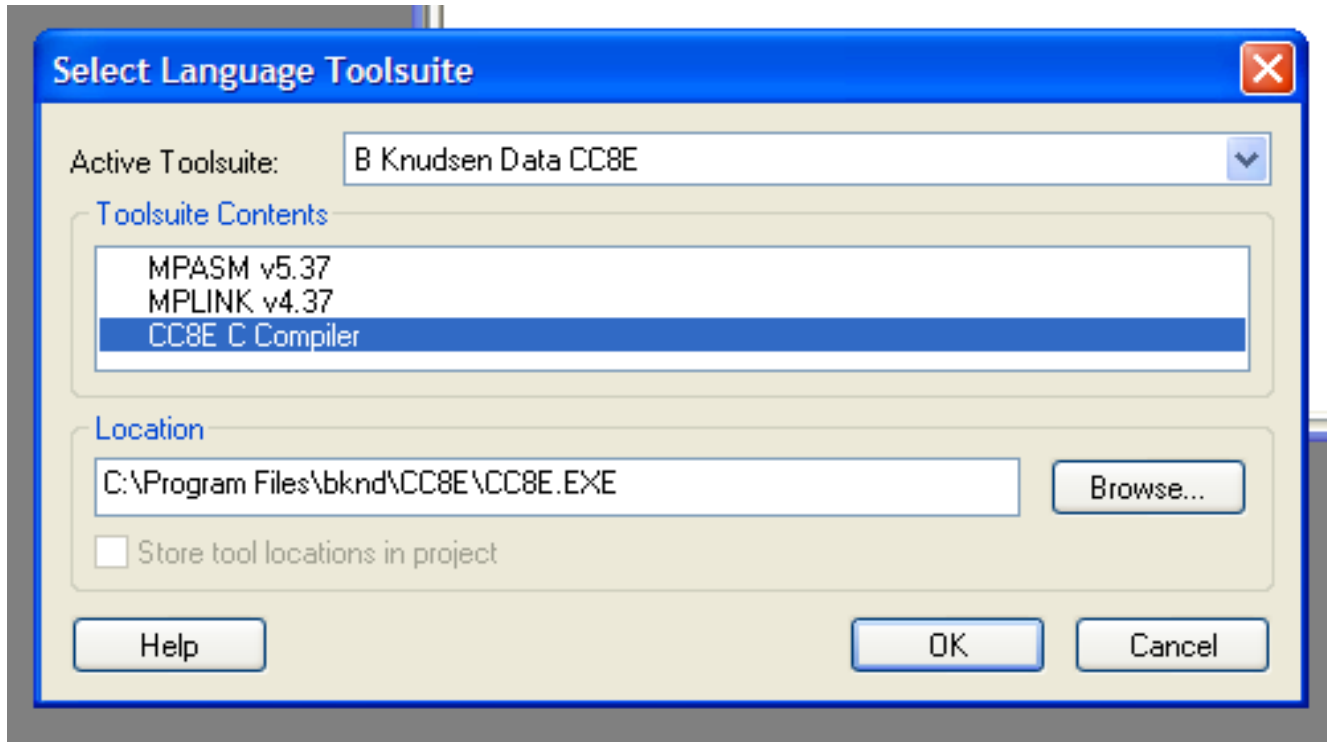 Select Language Toolsuite
Active Toolsuite: B Knudsen Data CC8E
Toolsuite Contents
MPASM v5.37
MPLINK v4.37
CC8E C Compiler
Location
C:\Program Files\bknd\CC8E\CC8E.EXE Browse...
Store tool locations in project
Help OK Cancel